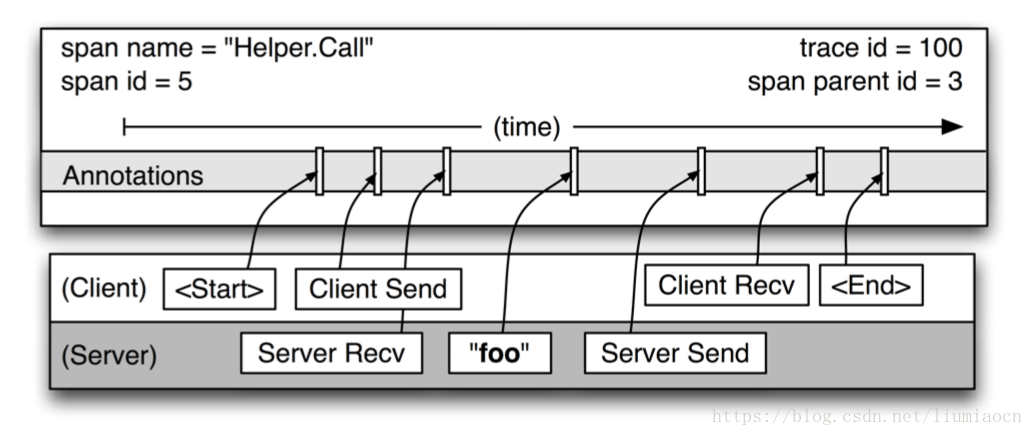 span name = "Helper.Call"
trace id = 100
span id = 5
span parent id = 3
(time)
Annotations
(Client)
<Start>
Client Send
Client Recv
<End>
(Server)
Server Recv
"foo"
Server Send
https://blog.csdn.net/liumiaocn